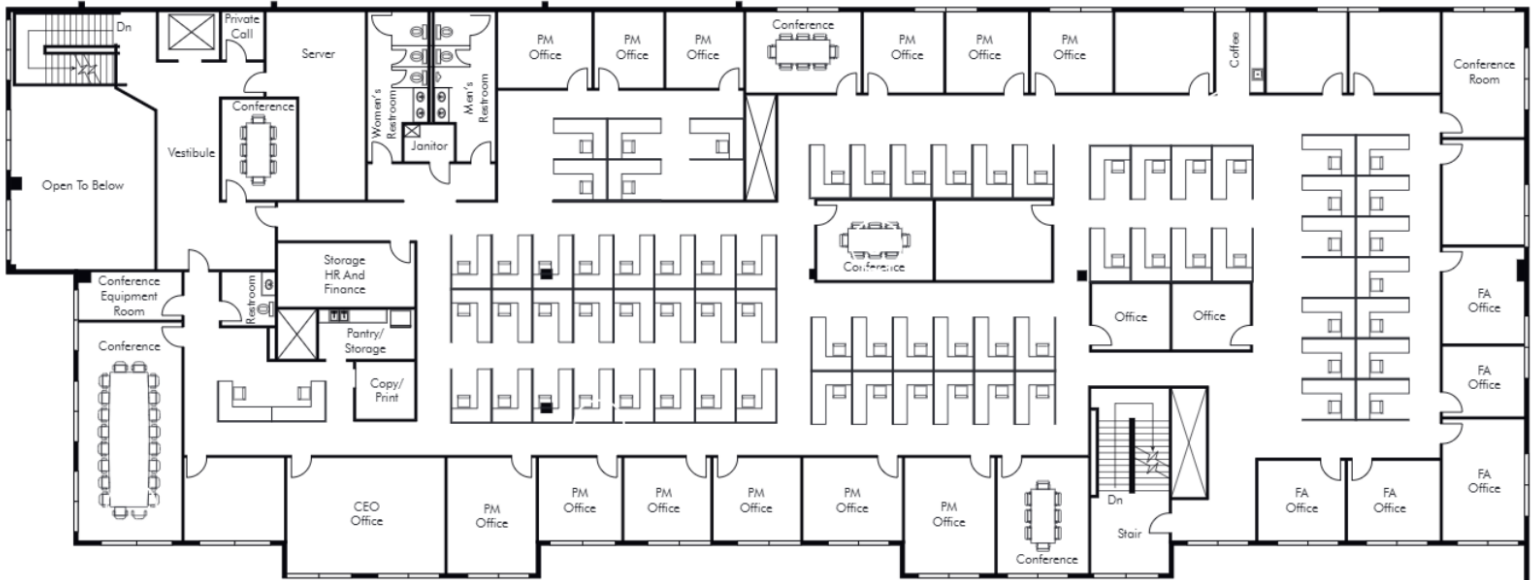 Dn
Private
Call
Server
Women's
Restroom
Men's
Restroom
Janitor
PM
Office
PM
Office
PM
Office
Conference
PM
Office
PM
Office
PM
Office
Coffee
Conference
Room
Conference
Vestibule
Open To Below
Storage
HR And
Finance
Conference
Equipment
Room
Restroom
Pantry/
Storage
Copy/
Print
Conference
Conference
Office
Office
FA
Office
FA
Office
FA
Office
CEO
Office
PM
Office
PM
Office
PM
Office
PM
Office
PM
Office
PM
Office
Conference
Dn
Stair
FA
Office
FA
Office